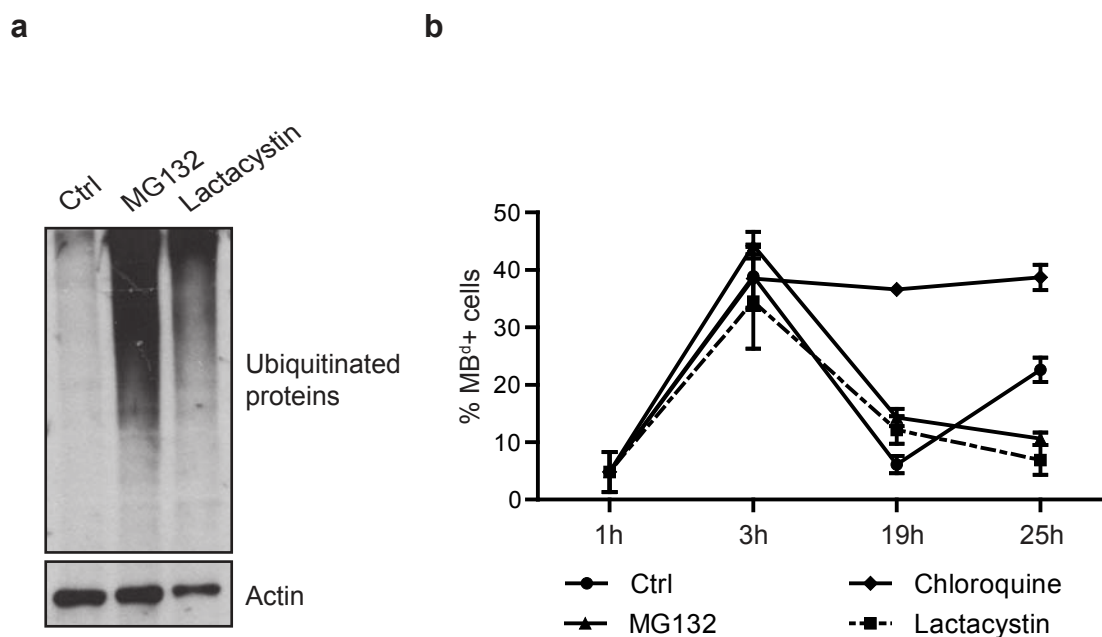 a
Ctrl
MG132
Lactacystin
Ubiquitinated
proteins
Actin
b
% MBᵈ+ cells
50
40
30
20
10
0
1h
3h
19h
25h
Ctrl
Chloroquine
MG132
Lactacystin